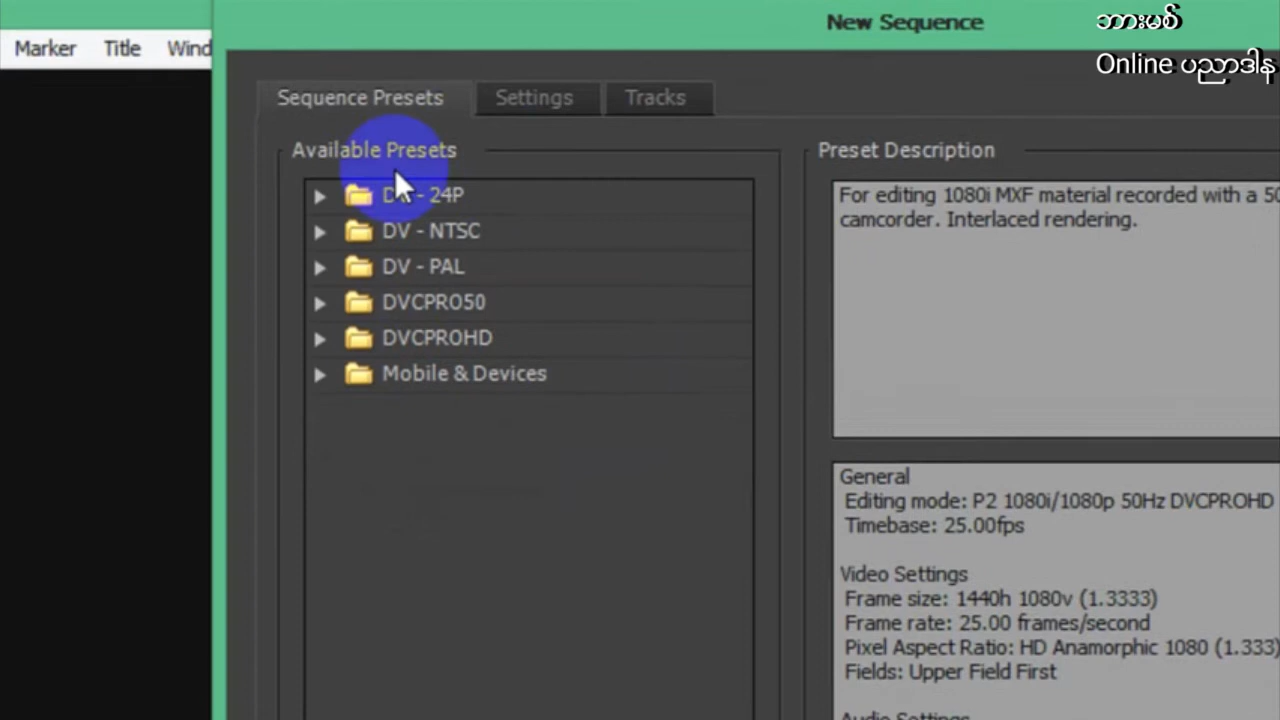 New Sequence
ဘားမစ်
Online ပညာဒါန
Marker Title Wind
Sequence Presets Settings Tracks
Available Presets
DV - 24P
DV - NTSC
DV - PAL
DVCPRO50
DVCPROHD
Mobile & Devices
Preset Description
For editing 1080i MXF material recorded with a 50
camcorder. Interlaced rendering.
General
Editing mode: P2 1080i/1080p 50Hz DVCPROHD
Timebase: 25.00fps
Video Settings
Frame size: 1440h 1080v (1.3333)
Frame rate: 25.00 frames/second
Pixel Aspect Ratio: HD Anamorphic 1080 (1.333)
Fields: Upper Field First
Audio Settings